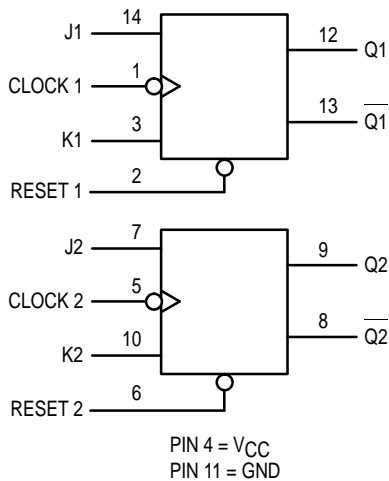 J1 14
CLOCK 1 1
K1 3
RESET 1 2
12 Q1
13 Q1̅
J2 7
CLOCK 2 5
K2 10
RESET 2 6
9 Q2
8 Q2̅
PIN 4 = VCC
PIN 11 = GND